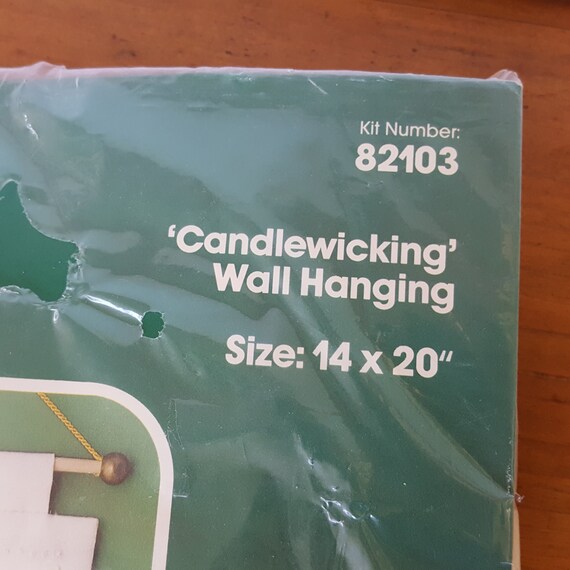 Kit Number:
82103
‘Candlewicking’
Wall Hanging
Size: 14 x 20“